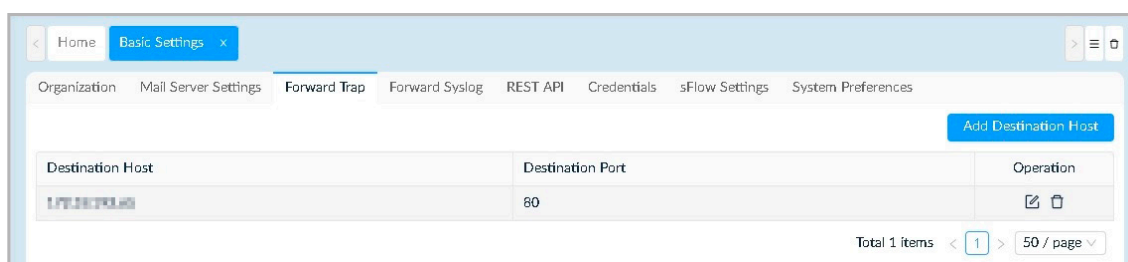 Home Basic Settings x
Organization Mail Server Settings Forward Trap Forward Syslog REST API Credentials sFlow Settings System Preferences
Add Destination Host
Destination Host Destination Port Operation
80
Total 1 items < 1 > 50 / page